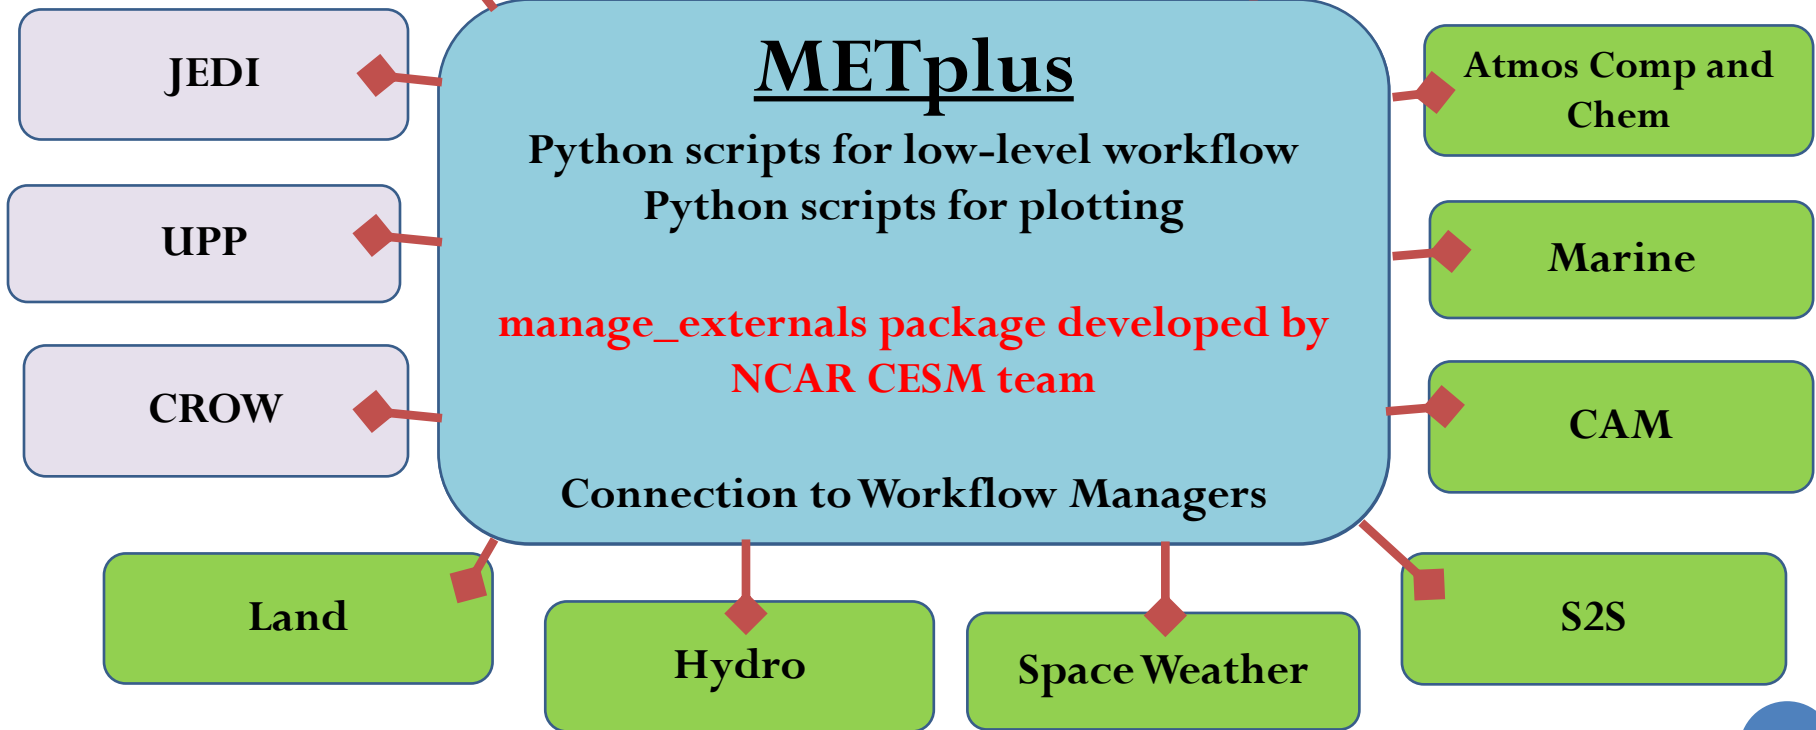 JEDI
UPP
CROW
METplus
Python scripts for low-level workflow
Python scripts for plotting
manage_externals package developed by
NCAR CESM team
Connection to Workflow Managers
Atmos Comp and
Chem
Marine
CAM
Land
Hydro
Space Weather
S2S